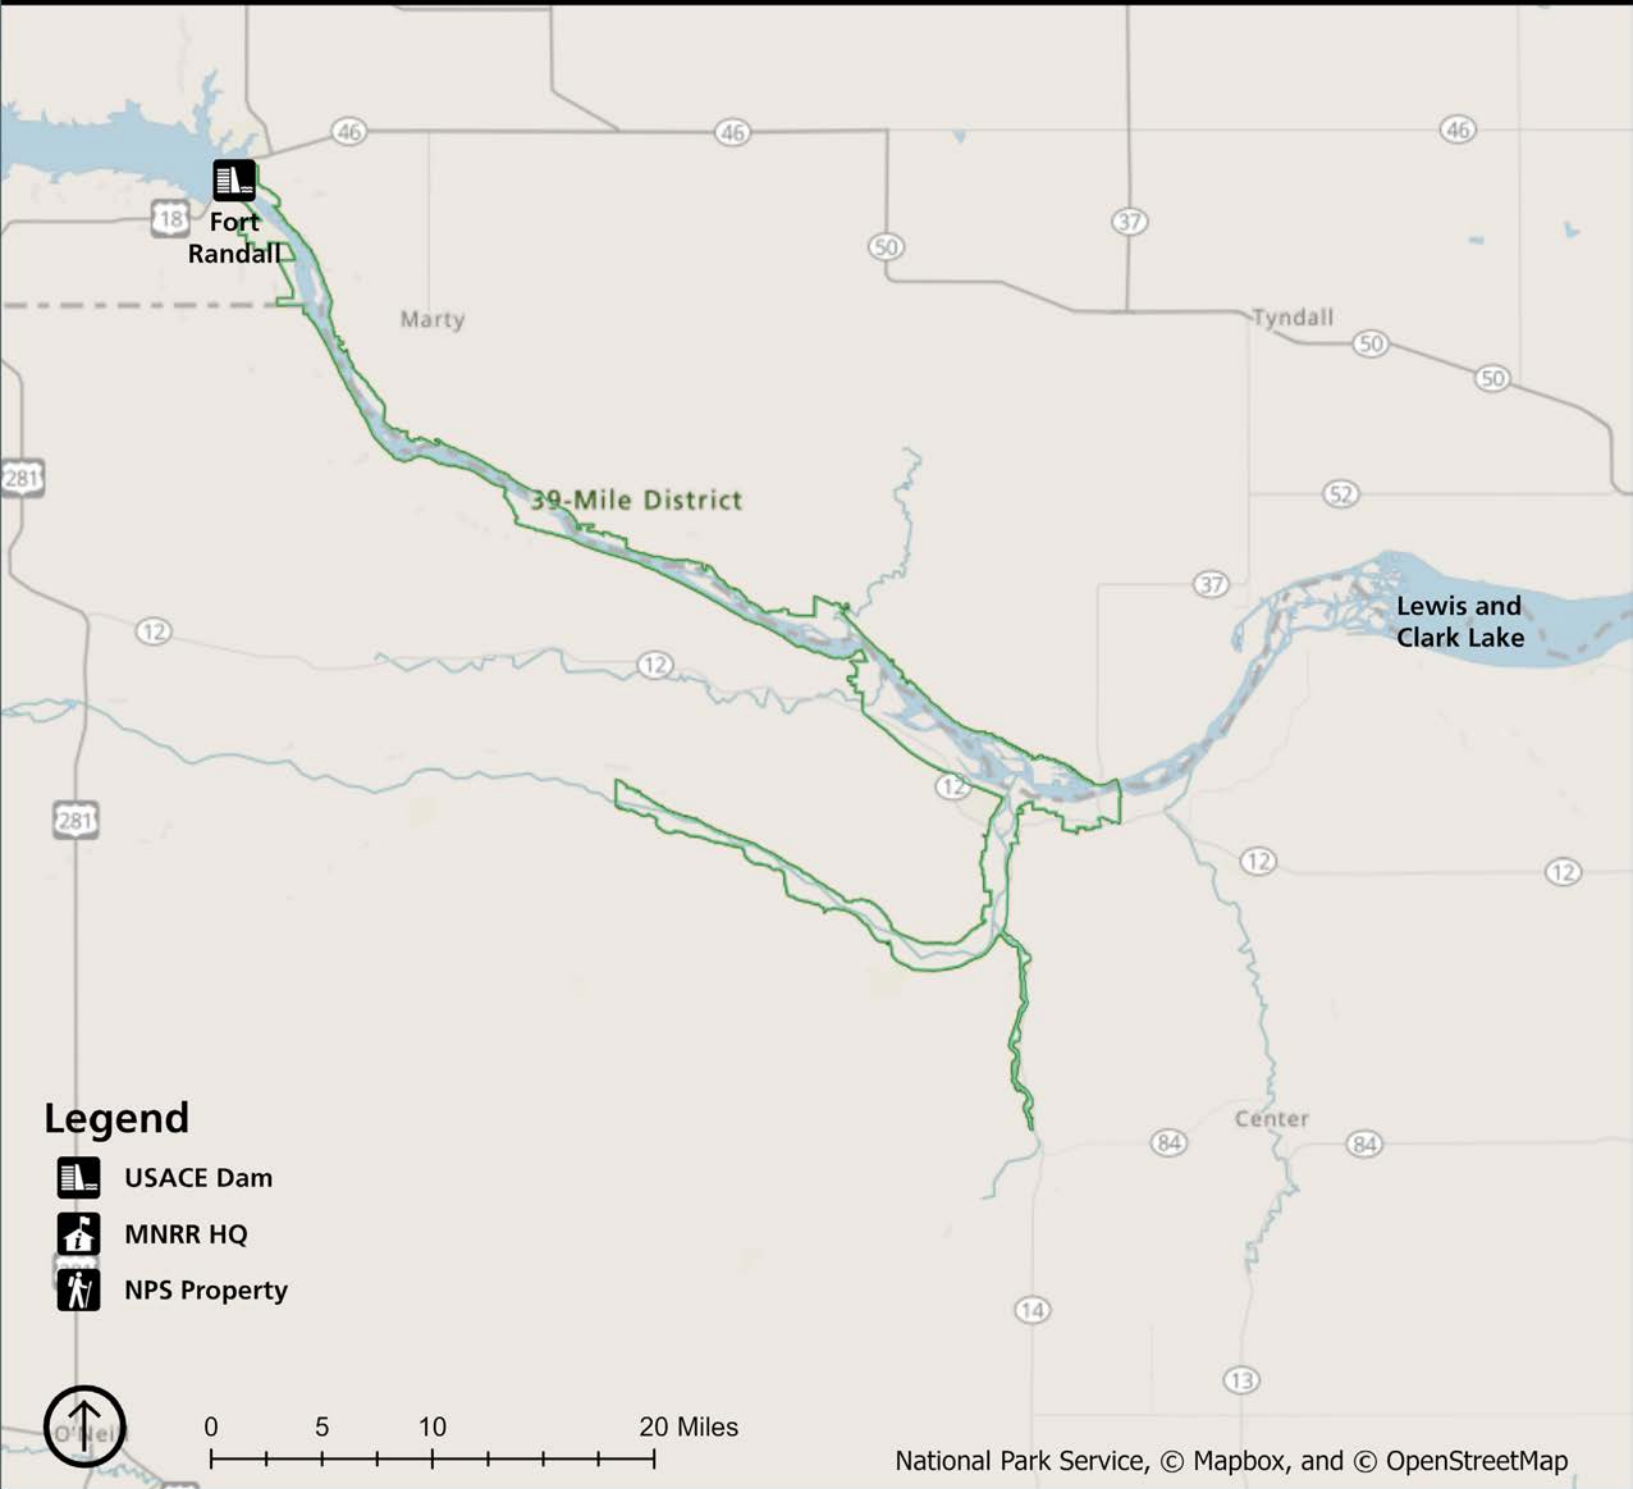 46
46
46
18
Fort
Randall
37
50
Marty
Tyndall
50
50
281
39-Mile District
52
37
Lewis and
Clark Lake
12
12
12
281
12
12
Center
84
84
Legend
USACE Dam
MNRR HQ
NPS Property
14
13
0 5 10 20 Miles
O'Neill
National Park Service, © Mapbox, and © OpenStreetMap